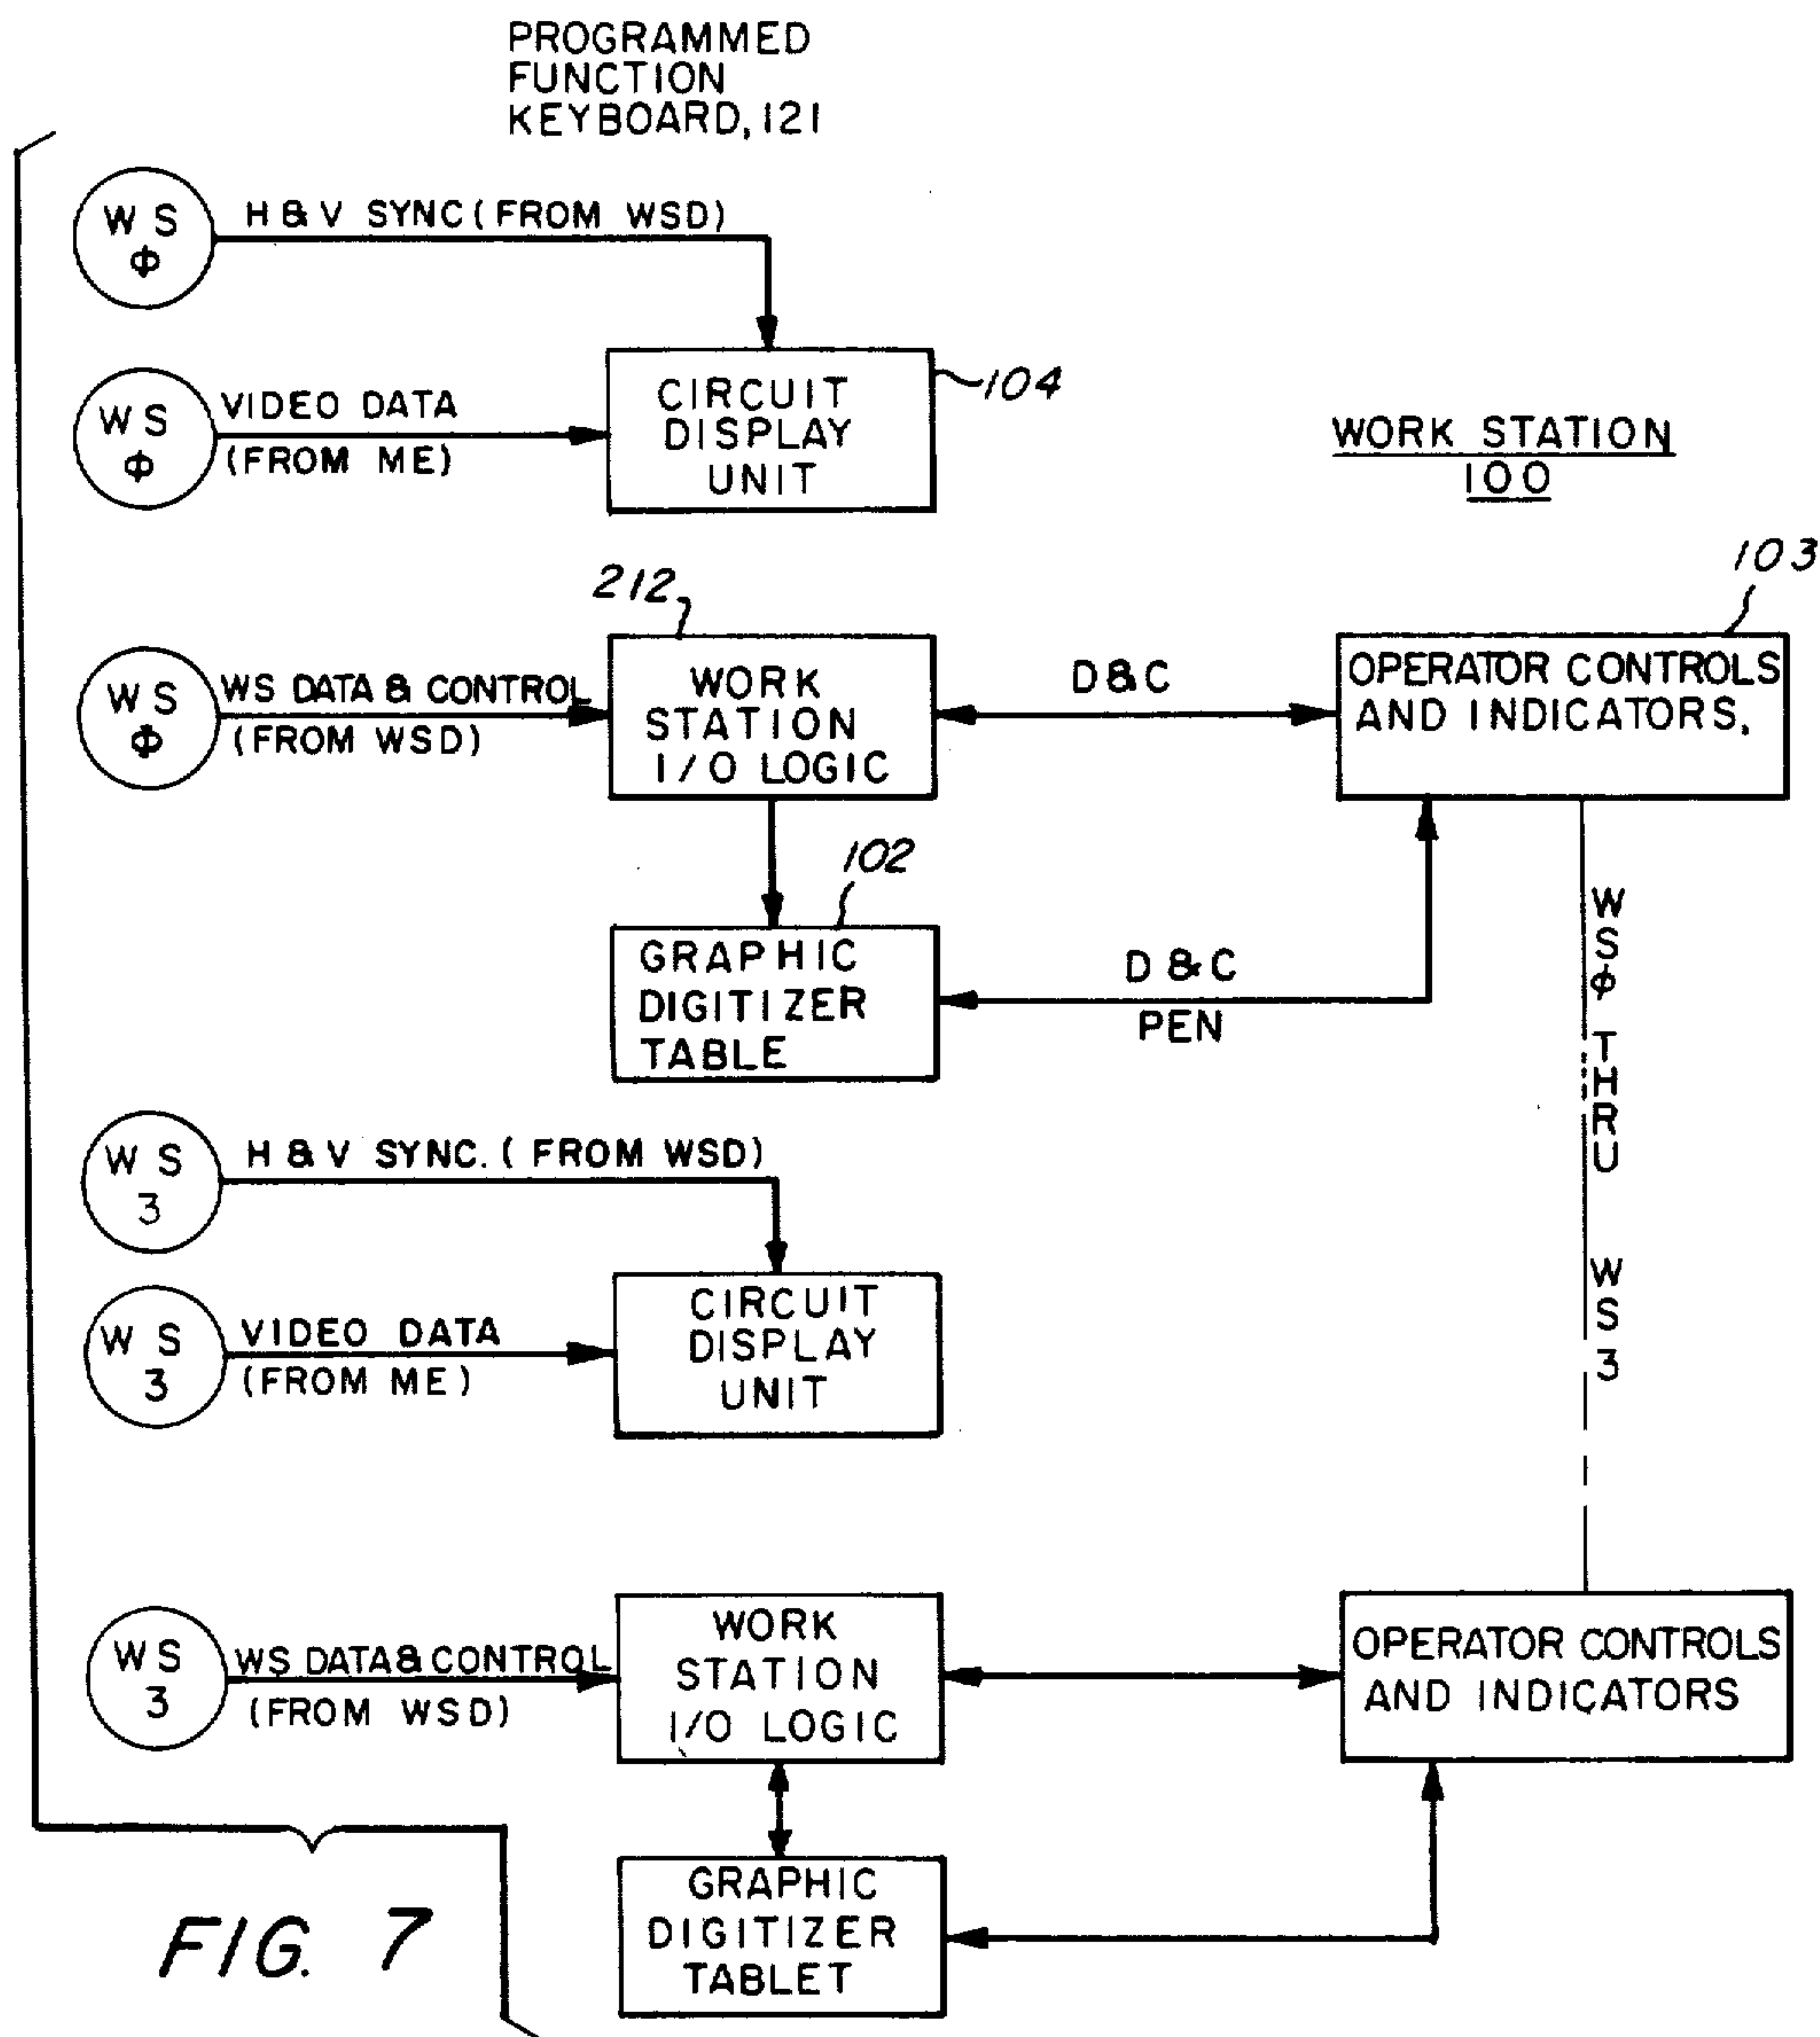 PROGRAMMED
FUNCTION
KEYBOARD, 121
WS
Φ
H & V SYNC (FROM WSD)
WS
Φ
VIDEO DATA
(FROM ME)
CIRCUIT
DISPLAY
UNIT
104
WORK STATION
100
212
103
WS
Φ
WS DATA & CONTROL
(FROM WSD)
WORK
STATION
I/O LOGIC
D&C
OPERATOR CONTROLS
AND INDICATORS.
102
GRAPHIC
DIGITIZER
TABLE
D&C
PEN
WSΦ THRU WS 3
WS
3
H & V SYNC. (FROM WSD)
WS
3
VIDEO DATA
(FROM ME)
CIRCUIT
DISPLAY
UNIT
WS
3
WS DATA & CONTROL
(FROM WSD)
WORK
STATION
I/O LOGIC
OPERATOR CONTROLS
AND INDICATORS
GRAPHIC
DIGITIZER
TABLET
FIG. 7